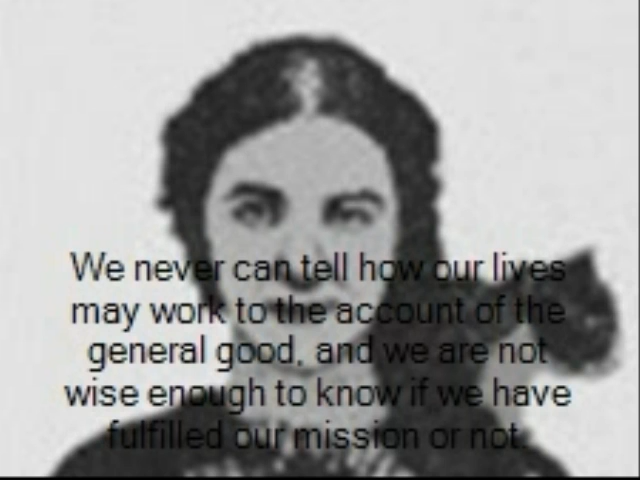 We never can tell how our lives
may work to the account of the
general good, and we are not
wise enough to know if we have
fulfilled our mission or not.